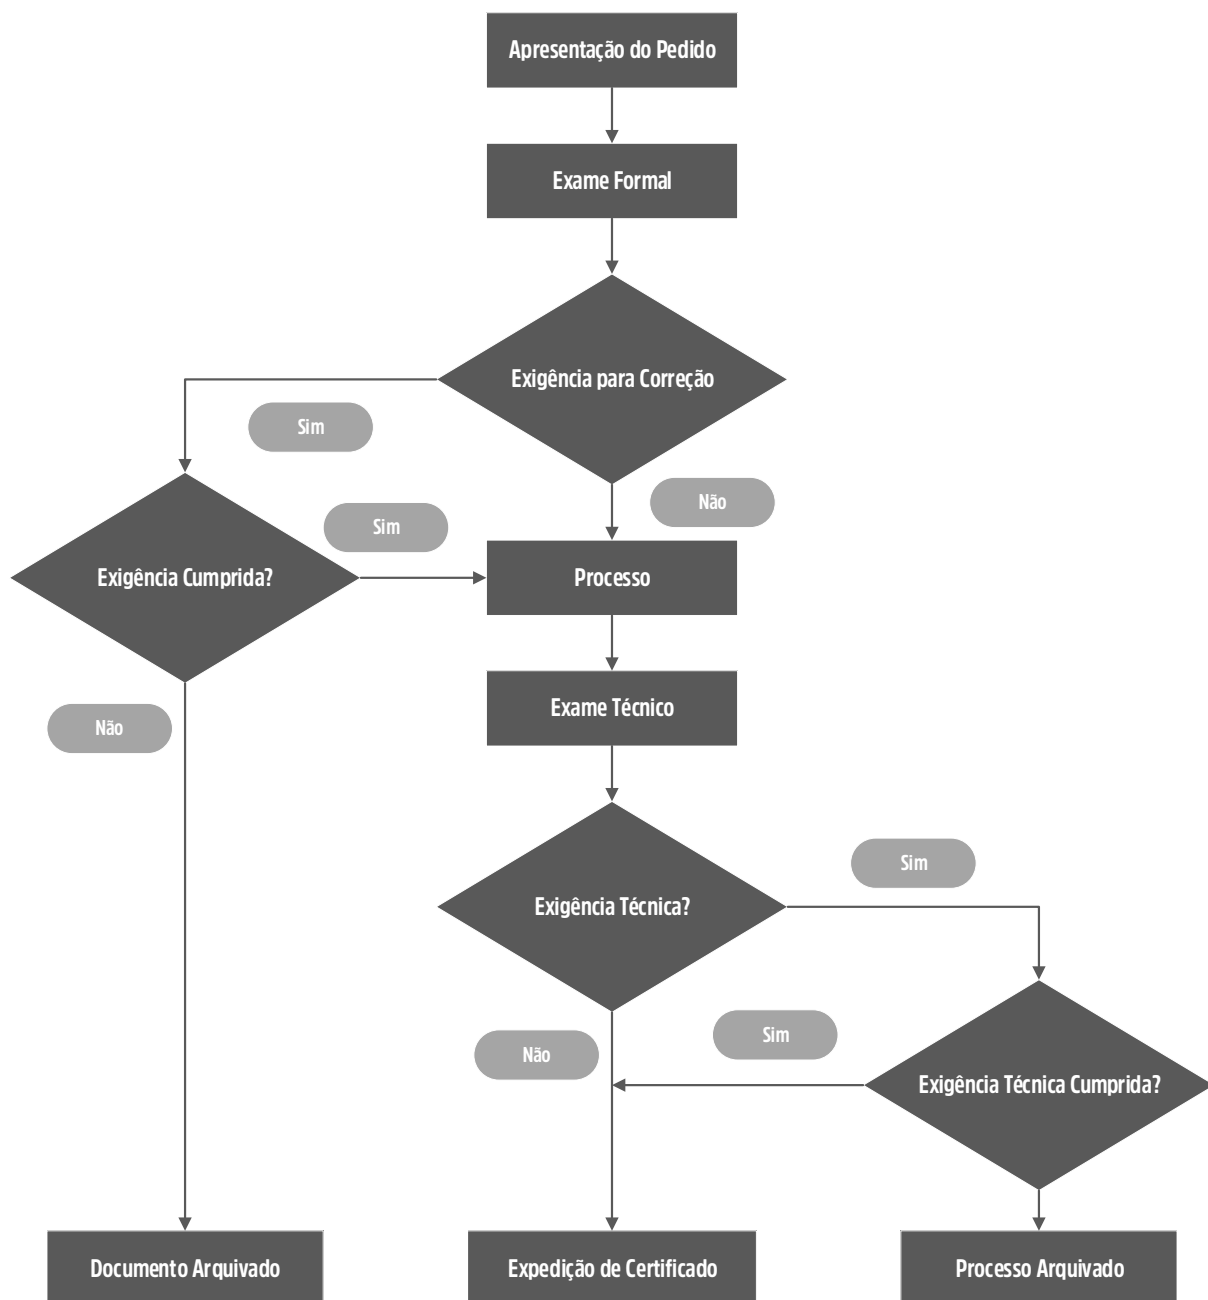 Apresentação do Pedido
Exame Formal
Exigência para Correção
Sim
Não
Sim
Exigência Cumprida?
Processo
Não
Exame Técnico
Sim
Exigência Técnica?
Não
Sim
Exigência Técnica Cumprida?
Documento Arquivado
Expedição de Certificado
Processo Arquivado